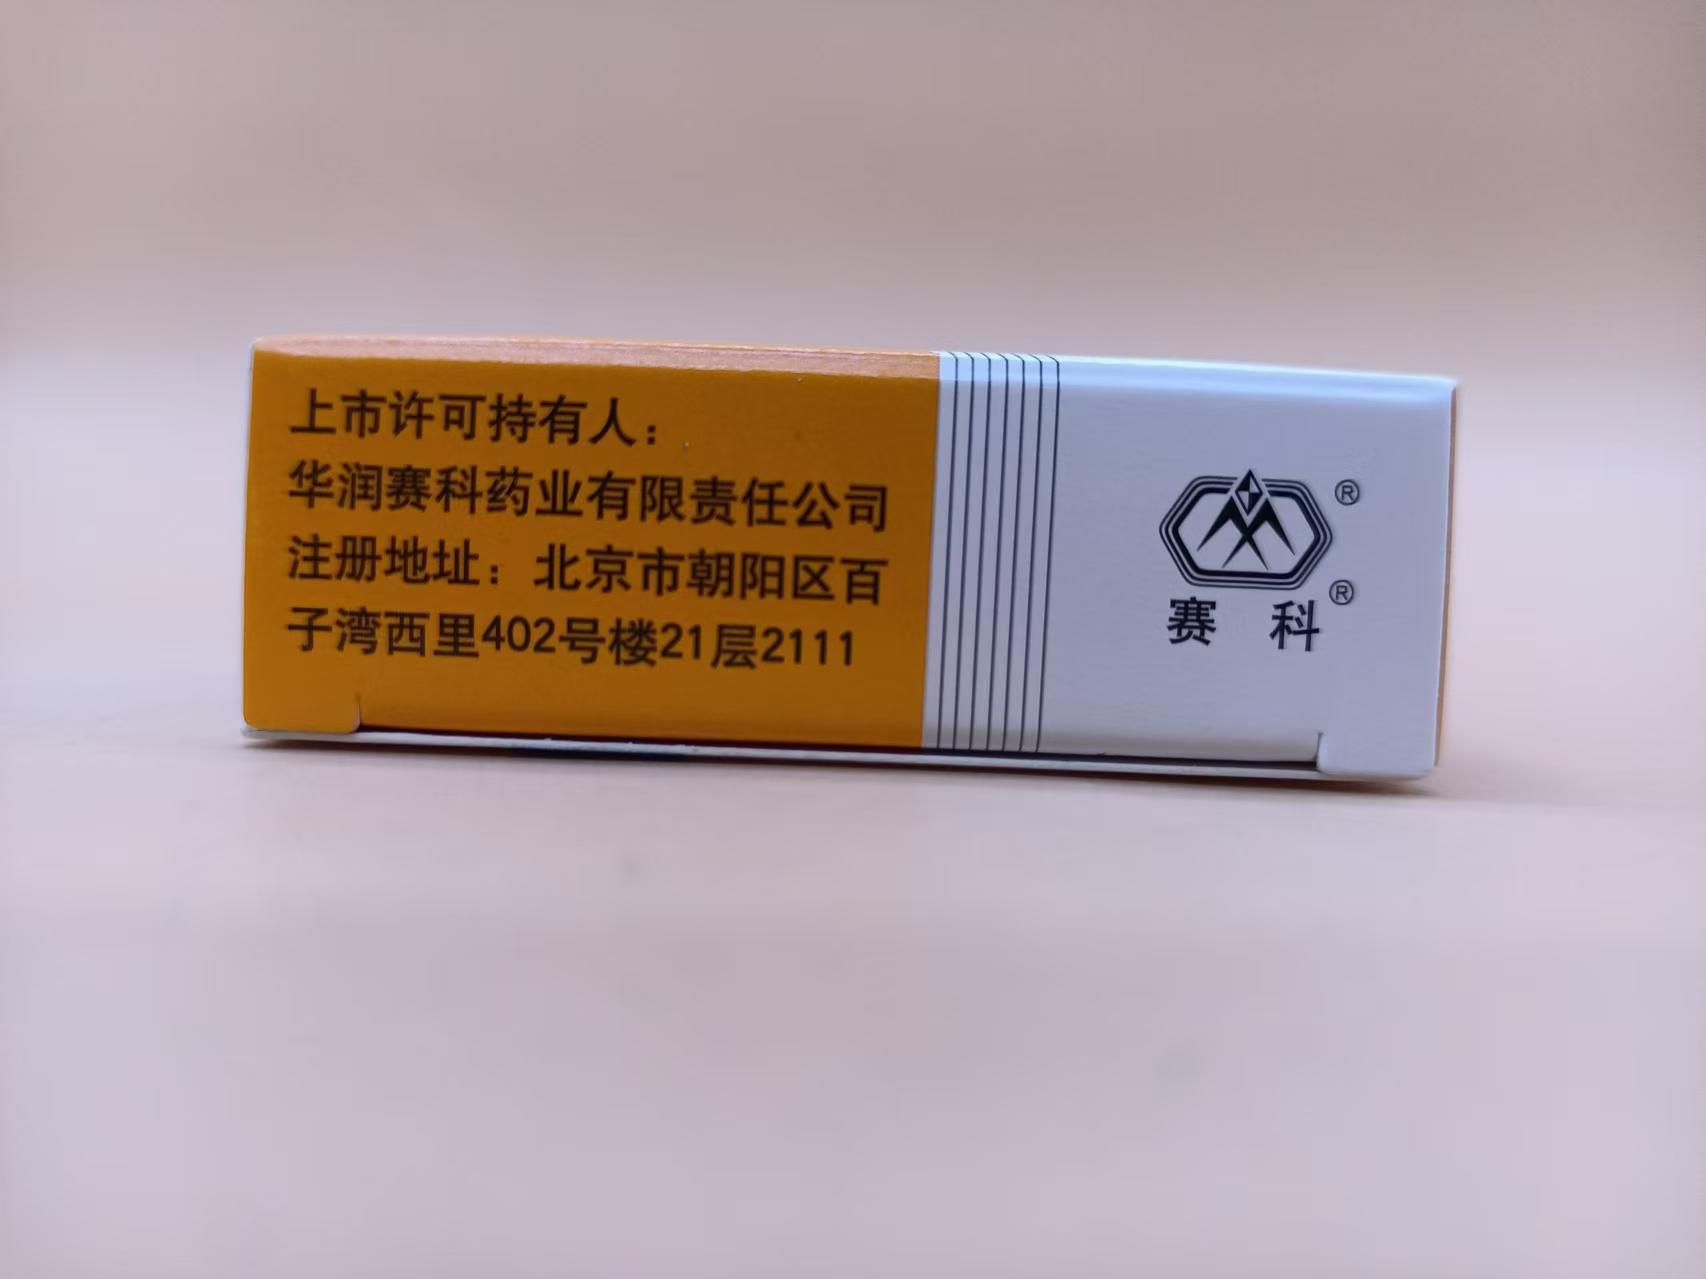 上市许可持有人：
华润赛科药业有限责任公司
注册地址：北京市朝阳区百
子湾西里402号楼21层2111
®
赛 科®